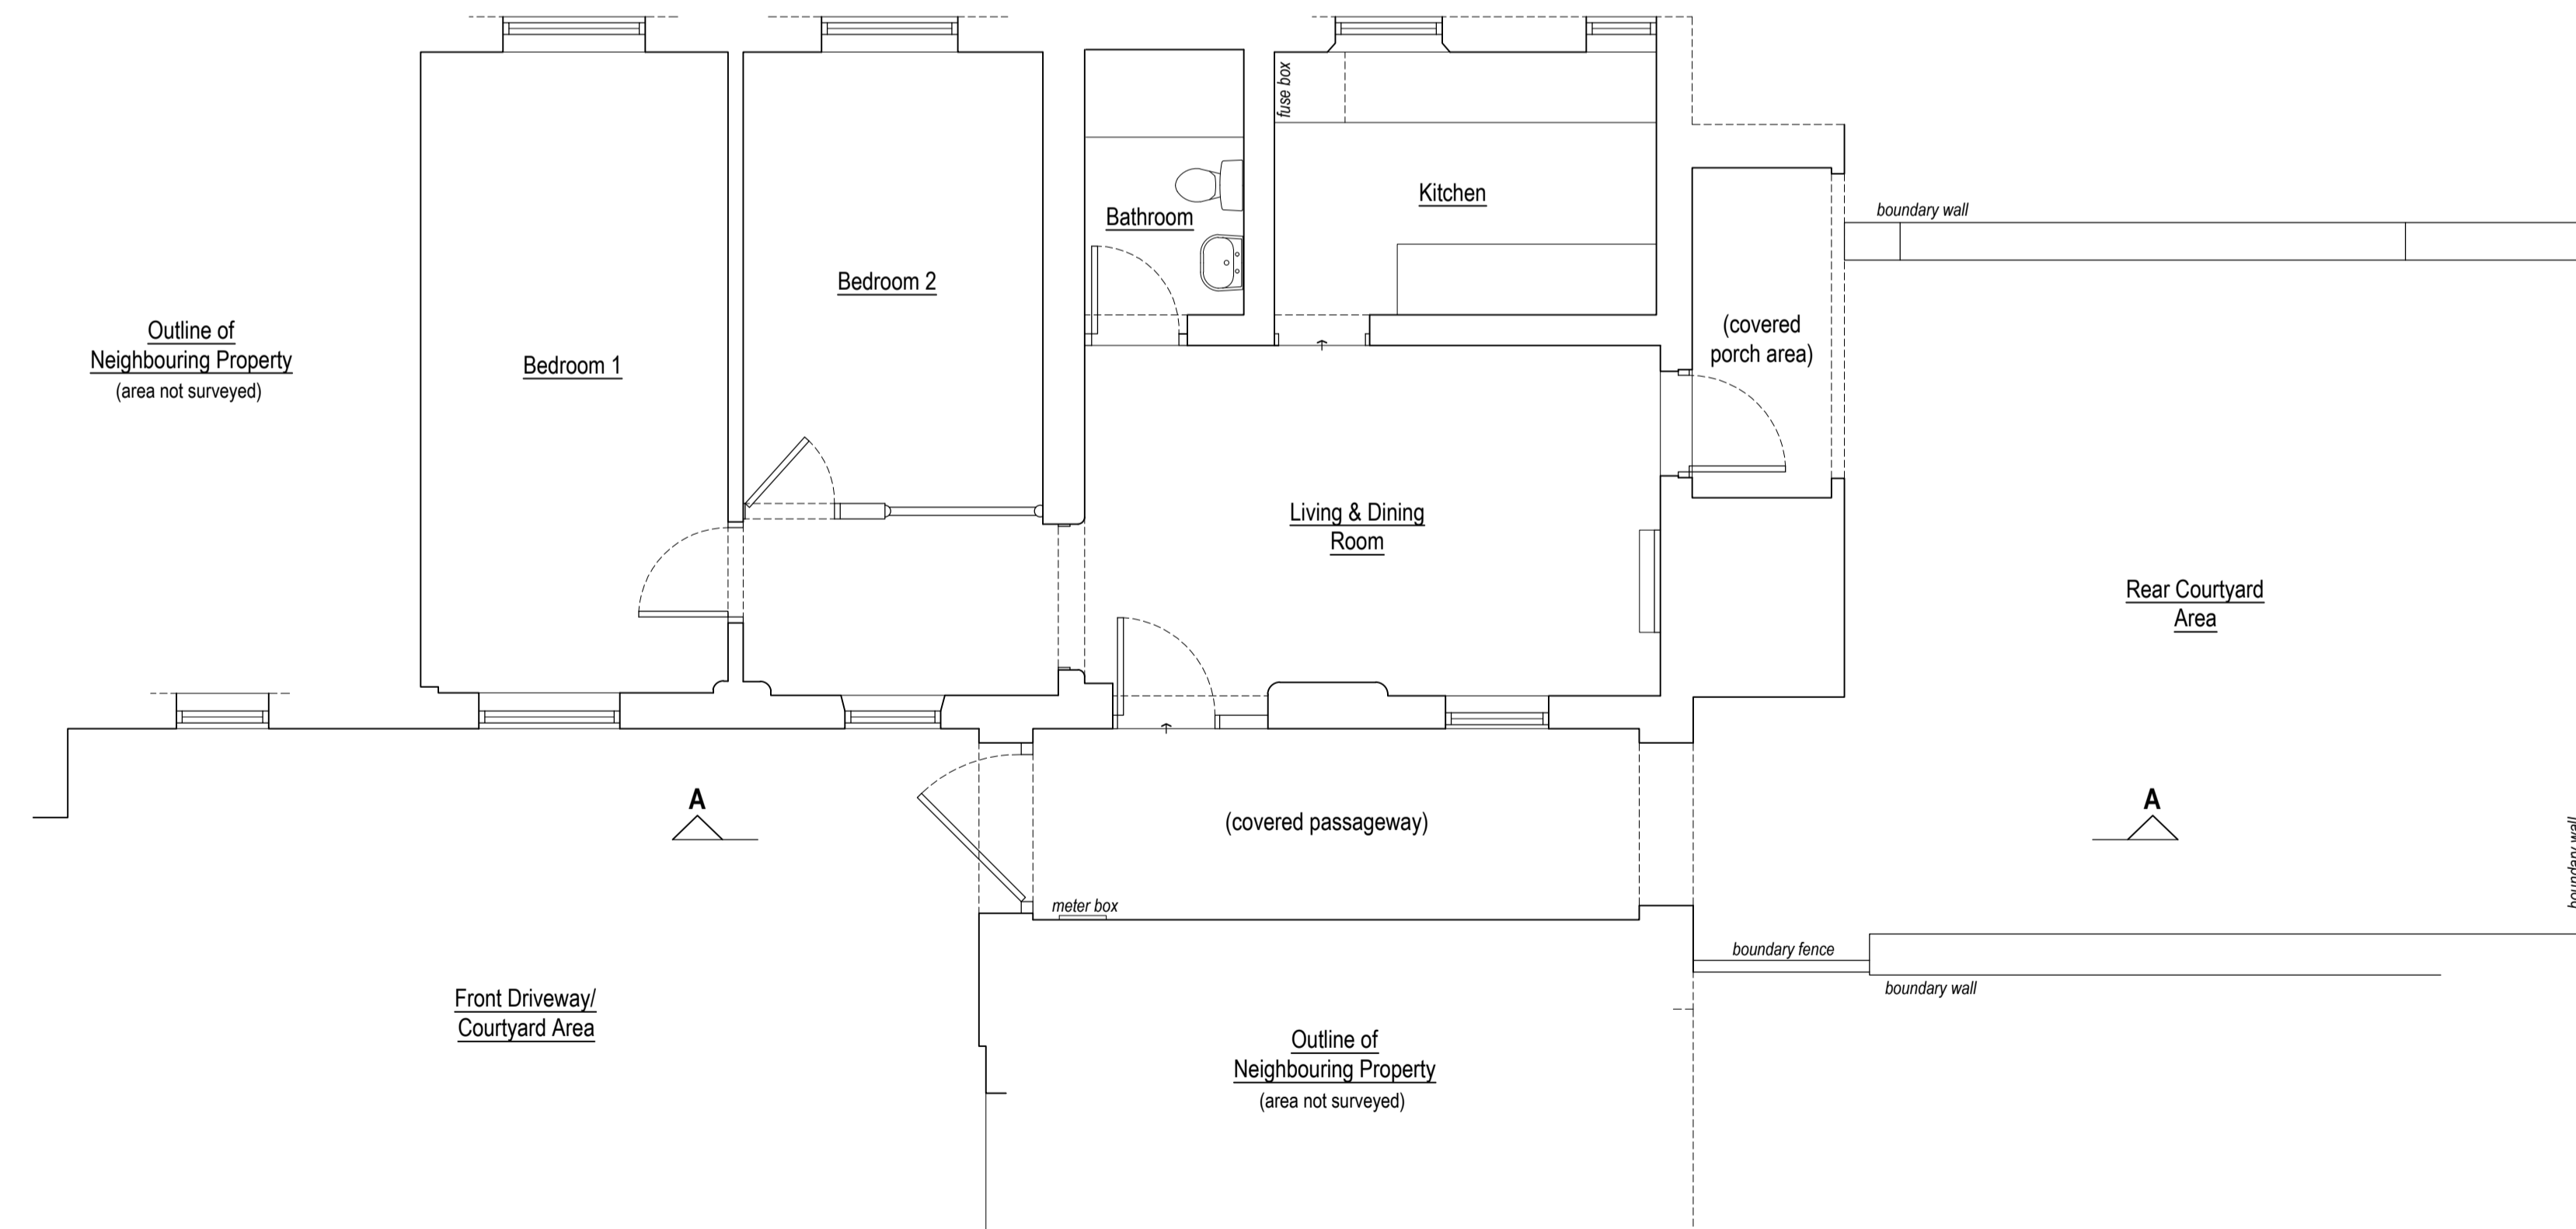 fuse box
boundary wall
Kitchen
Bathroom
Bedroom 2
Outline of
Neighbouring Property
(area not surveyed)
Bedroom 1
(covered
porch area)
Living & Dining
Room
Rear Courtyard
Area
A
A
(covered passageway)
boundary wall
meter box
boundary fence
boundary wall
Front Driveway/
Courtyard Area
Outline of
Neighbouring Property
(area not surveyed)